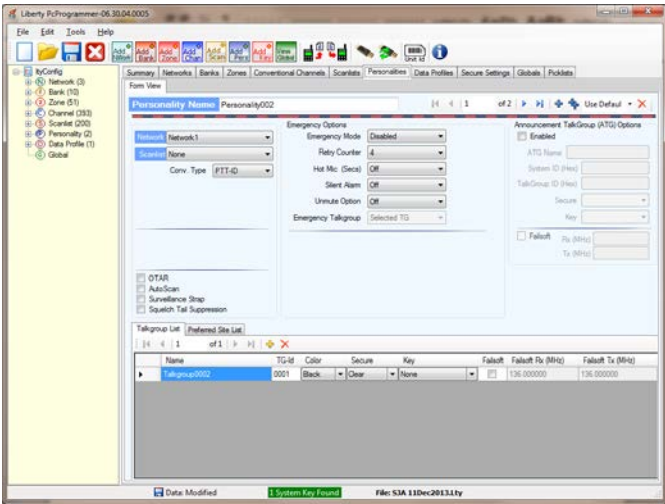 Liberty PcProgrammer-06.30.04.0005
File Edit Tools Help
Add NWork Add Bank Add Zone Add Chan Add Scan Add Pers Add Key View Global Unit Id
ltyConfig
Network (3)
Bank (10)
Zone (51)
Channel (393)
Scanlist (200)
Personality (2)
Data Profile (1)
Global
Summary Networks Banks Zones Conventional Channels Scanlists Personalities Data Profiles Secure Settings Globals Picklists
Form View
Personality Name Personality002 1 of 2 Use Defaul
Network Network1
Scanlist None
Conv. Type PTT-ID
OTAR
AutoScan
Surveillance Strap
Squelch Tail Suppression
Emergency Options
Emergency Mode Disabled
Retry Counter 4
Hot Mic (Secs) Off
Silent Alarm Off
Unmute Option Off
Emergency Talkgroup Selected TG
Announcement TalkGroup (ATG) Options
Enabled
ATG Name
System ID (Hex)
TalkGroup ID (Hex)
Secure
Key
Failsoft Rx (MHz)
Tx (MHz)
Talkgroup List Preferred Site List
1 of 1
Name TG-Id Color Secure Key Failsoft Failsoft Rx (MHz) Failsoft Tx (MHz)
Talkgroup0002 0001 Black Clear None 136.000000 135.000000
Data: Modified 1 System Key Found File: SJA 11Dec2013.Lty